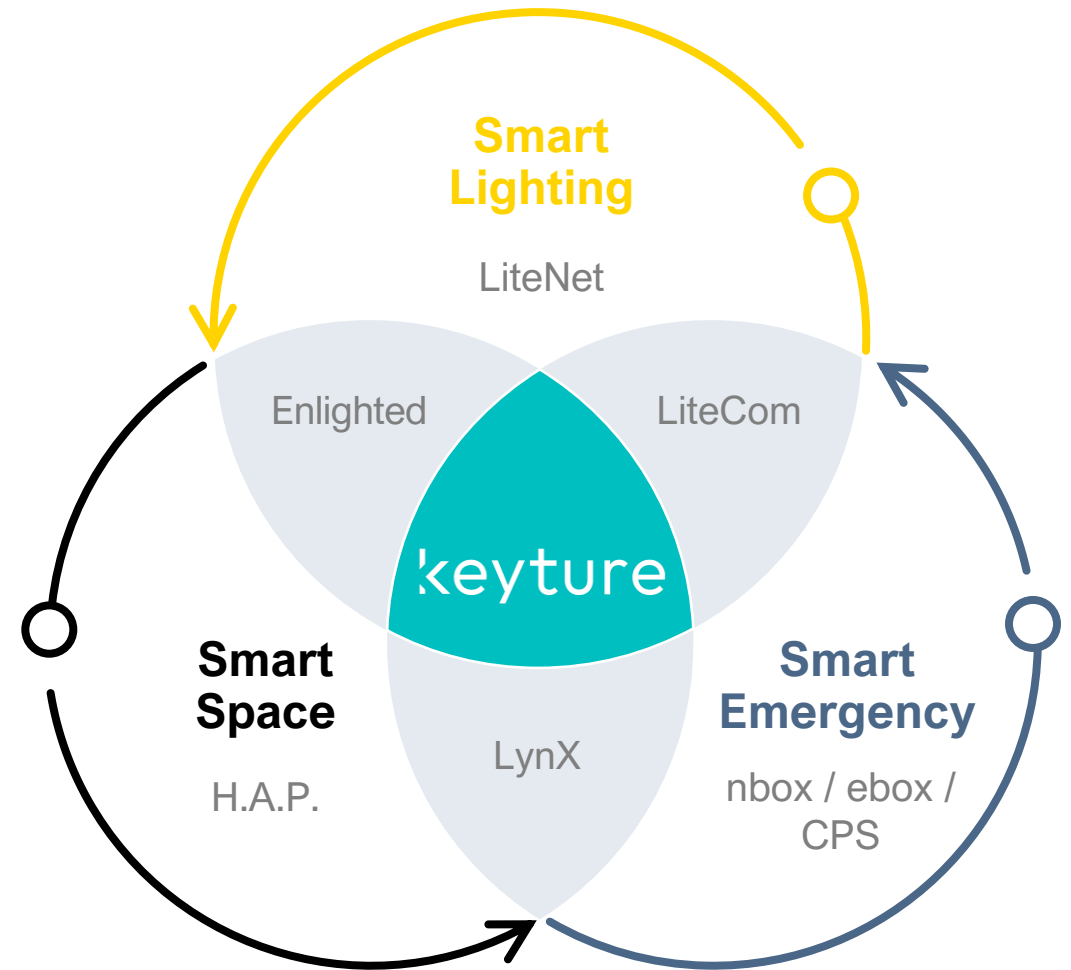 Smart
Lighting
LiteNet
Enlighted
LiteCom
keyture
Smart
Space
H.A.P.
LynX
Smart
Emergency
nbox / ebox /
CPS